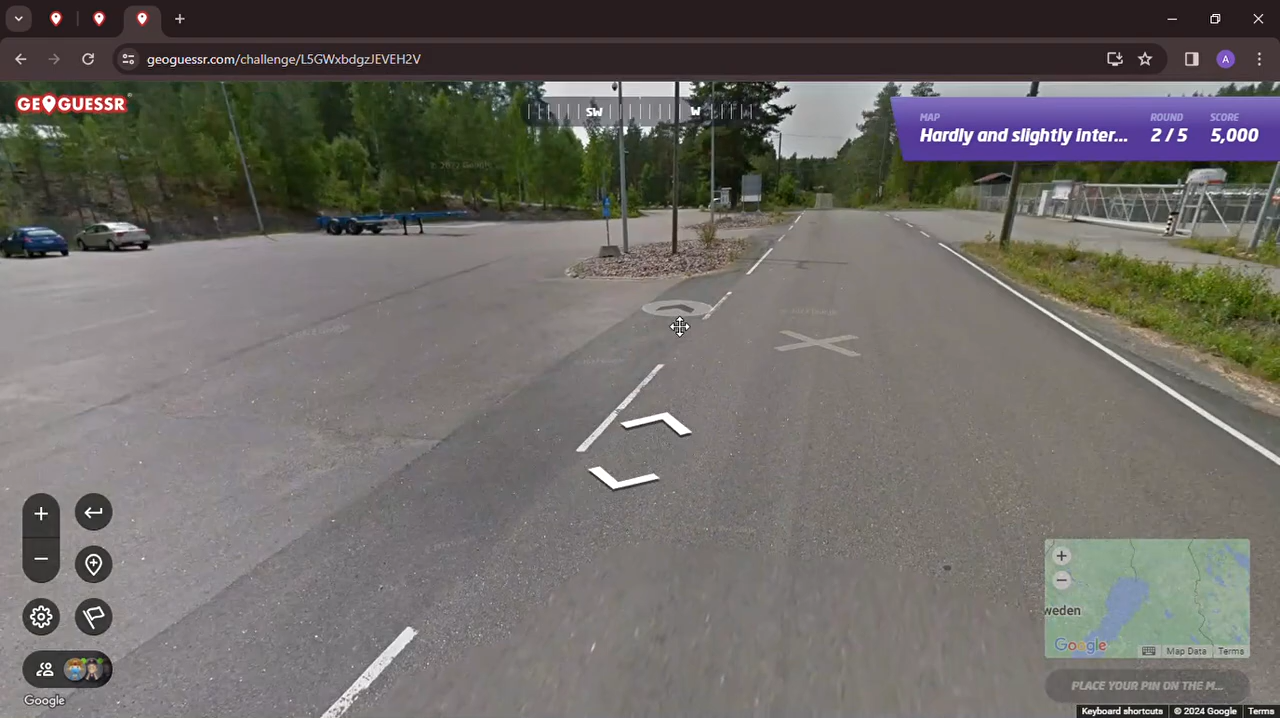 geoguessr.com/challenge/L5GWxbdgzJEVEH2V
A
GEOGUESSR
SW
W
MAP
ROUND
SCORE
Hardly and slightly inter...
2 / 5
5,000
weden
Google
Map Data
Terms
PLACE YOUR PIN ON THE M...
Google
Keyboard shortcuts
© 2024 Google
Terms